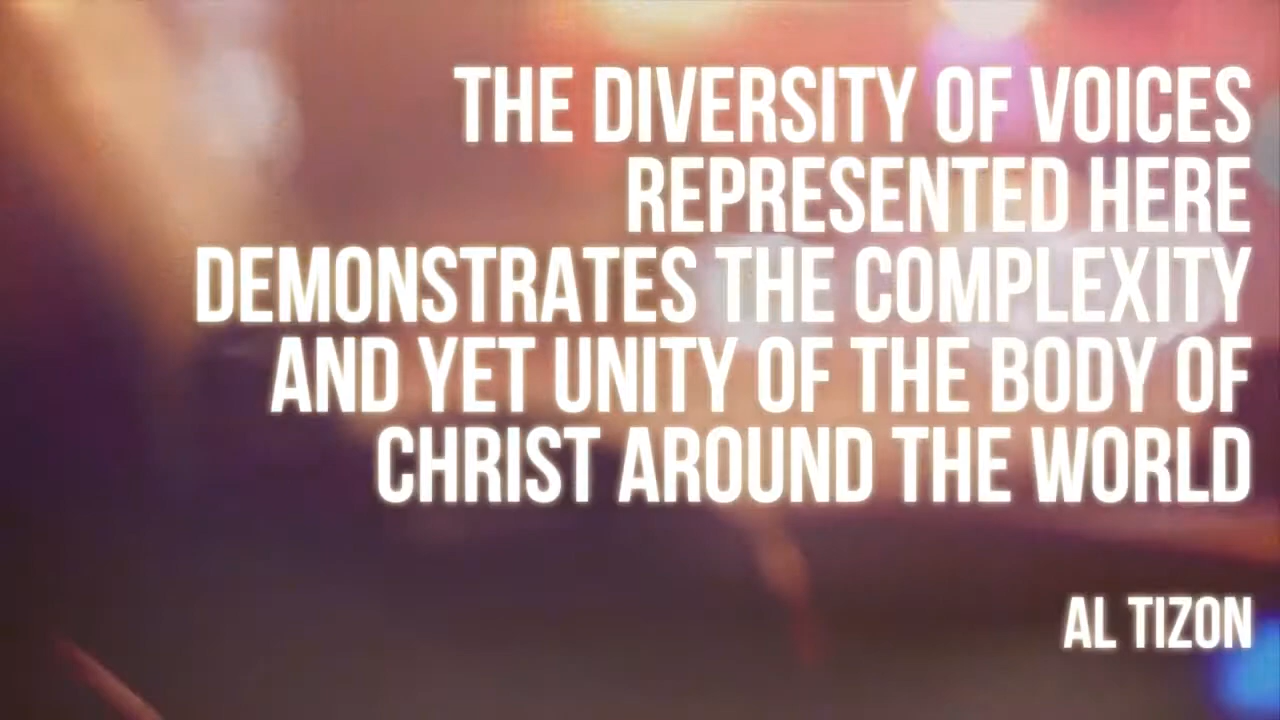 THE DIVERSITY OF VOICES
REPRESENTED HERE
DEMONSTRATES THE COMPLEXITY
AND YET UNITY OF THE BODY OF
CHRIST AROUND THE WORLD
AL TIZON